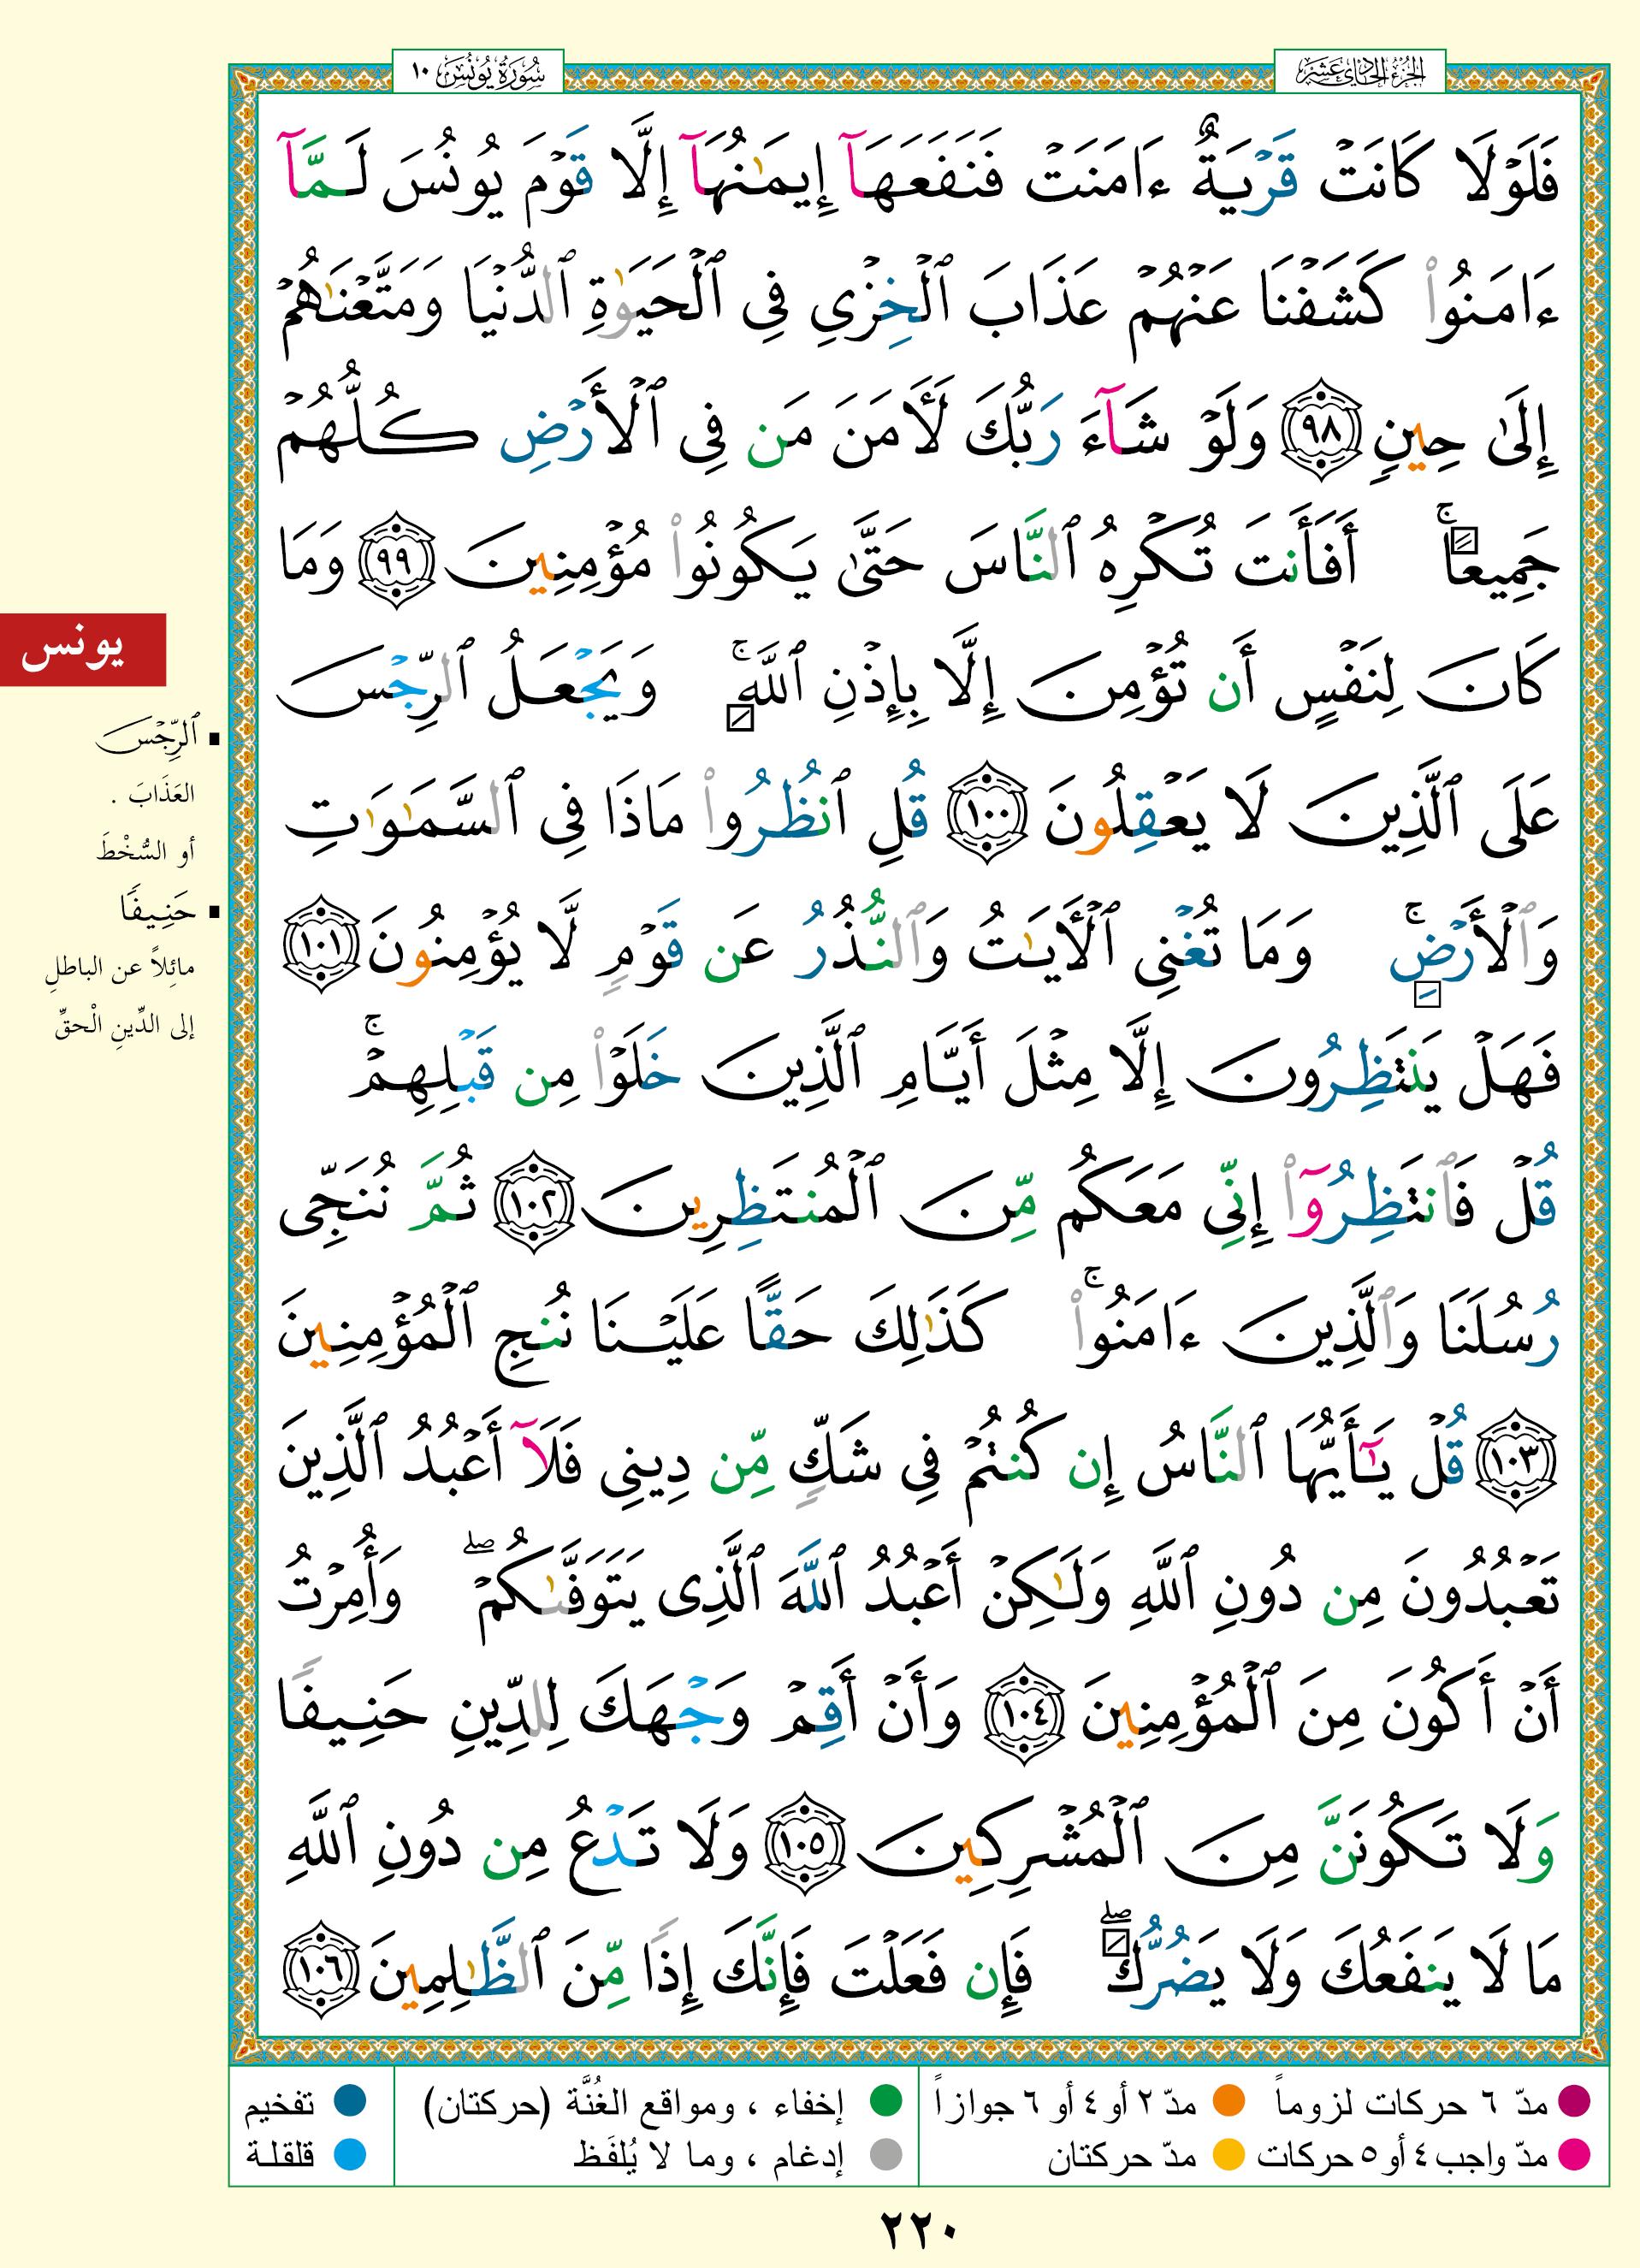 الجزء الحادي عشر
سورة يونس ١٠
فَلَوْلَا كَانَتْ قَرْيَةٌ ءَامَنَتْ فَنَفَعَهَآ إِيمَٰنُهَآ إِلَّا قَوْمَ يُونُسَ لَمَّآ
ءَامَنُوا۟ كَشَفْنَا عَنْهُمْ عَذَابَ ٱلْخِزْىِ فِى ٱلْحَيَوٰةِ ٱلدُّنْيَا وَمَتَّعْنَٰهُمْ
إِلَىٰ حِينٍ ٩٨ وَلَوْ شَآءَ رَبُّكَ لَءَامَنَ مَن فِى ٱلْأَرْضِ كُلُّهُمْ
جَمِيعًا ۚ أَفَأَنتَ تُكْرِهُ ٱلنَّاسَ حَتَّىٰ يَكُونُوا۟ مُؤْمِنِينَ ٩٩ وَمَا
كَانَ لِنَفْسٍ أَن تُؤْمِنَ إِلَّا بِإِذْنِ ٱللَّهِ ۚ وَيَجْعَلُ ٱلرِّجْسَ
عَلَى ٱلَّذِينَ لَا يَعْقِلُونَ ١٠٠ قُلِ ٱنظُرُوا۟ مَاذَا فِى ٱلسَّمَٰوَٰتِ
وَٱلْأَرْضِ ۚ وَمَا تُغْنِى ٱلْءَايَٰتُ وَٱلنُّذُرُ عَن قَوْمٍ لَّا يُؤْمِنُونَ ١٠١
فَهَلْ يَنتَظِرُونَ إِلَّا مِثْلَ أَيَّامِ ٱلَّذِينَ خَلَوْا۟ مِن قَبْلِهِمْ ۚ
قُلْ فَٱنتَظِرُوٓا۟ إِنِّى مَعَكُم مِّنَ ٱلْمُنتَظِرِينَ ١٠٢ ثُمَّ نُنَجِّى
رُسُلَنَا وَٱلَّذِينَ ءَامَنُوا۟ ۚ كَذَٰلِكَ حَقًّا عَلَيْنَا نُنجِ ٱلْمُؤْمِنِينَ
١٠٣ قُلْ يَٰٓأَيُّهَا ٱلنَّاسُ إِن كُنتُمْ فِى شَكٍّ مِّن دِينِى فَلَآ أَعْبُدُ ٱلَّذِينَ
تَعْبُدُونَ مِن دُونِ ٱللَّهِ وَلَٰكِنْ أَعْبُدُ ٱللَّهَ ٱلَّذِى يَتَوَفَّىٰكُمْ ۖ وَأُمِرْتُ
أَنْ أَكُونَ مِنَ ٱلْمُؤْمِنِينَ ١٠٤ وَأَنْ أَقِمْ وَجْهَكَ لِلدِّينِ حَنِيفًا
وَلَا تَكُونَنَّ مِنَ ٱلْمُشْرِكِينَ ١٠٥ وَلَا تَدْعُ مِن دُونِ ٱللَّهِ
مَا لَا يَنفَعُكَ وَلَا يَضُرُّكَ ۖ فَإِن فَعَلْتَ فَإِنَّكَ إِذًا مِّنَ ٱلظَّٰلِمِينَ ١٠٦
يونس
▪ ٱلرِّجْسَ
العَذَابَ .
أو السُّخْطَ
▪ حَنِيفًا
مائِلاً عن الباطلِ
إلى الدِّينِ الْحقِّ
مدّ ٦ حركات لزوماً
مدّ ٢ أو ٤ أو ٦ جوازاً
إخفاء ، ومواقع الغُنَّة (حركتان)
تفخيم
مدّ واجب ٤ أو ٥ حركات
مدّ حركتان
إدغام ، وما لا يُلفَظ
قلقلة
٢٢٠